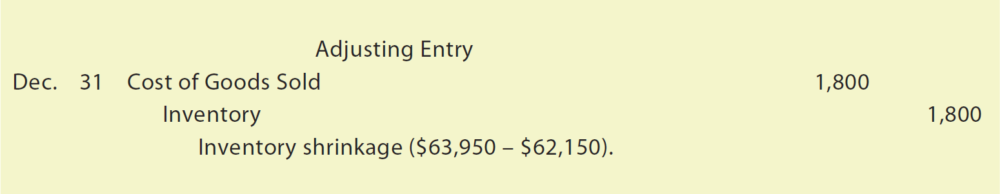 Adjusting Entry
Dec. 31 Cost of Goods Sold 1,800
Inventory 1,800
Inventory shrinkage ($63,950 – $62,150).